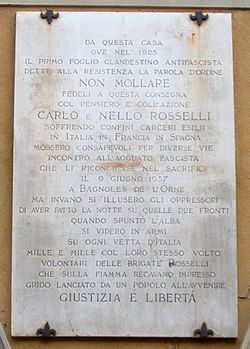 DA QUESTA CASA
OVE NEL 1925
IL PRIMO FOGLIO CLANDESTINO ANTIFASCISTA
DETTE ALLA RESISTENZA LA PAROLA D'ORDINE
NON MOLLARE
FEDELI A QUESTA CONSEGNA
COL PENSIERO E COLL'AZIONE
CARLO E NELLO ROSSELLI
SOFFRENDO CONFINI CARCERI ESILII
IN ITALIA IN FRANCIA IN SPAGNA
MOSSERO CONSAPEVOLI PER DIVERSE VIE
INCONTRO ALL'AGGUATO FASCISTA
CHE LI RICONGIUNSE NEL SACRIFICIO
IL 9 GIUGNO 1937
A BAGNOLES DE L'ORNE
MA INVANO SI ILLUSERO GLI OPPRESSORI
DI AVER FATTO LA NOTTE SU QUELLE DUE FRONTI
QUANDO SPUNTÒ L'ALBA
SI VIDERO IN ARMI
SU OGNI VETTA D'ITALIA
MILLE E MILLE COL LORO STESSO VOLTO
VOLONTARI DELLE BRIGATE ROSSELLI
CHE SULLA FIAMMA RECAVANO IMPRESSO
GRIDO LANCIATO DA UN POPOLO ALL'AVVENIRE
GIUSTIZIA E LIBERTÀ